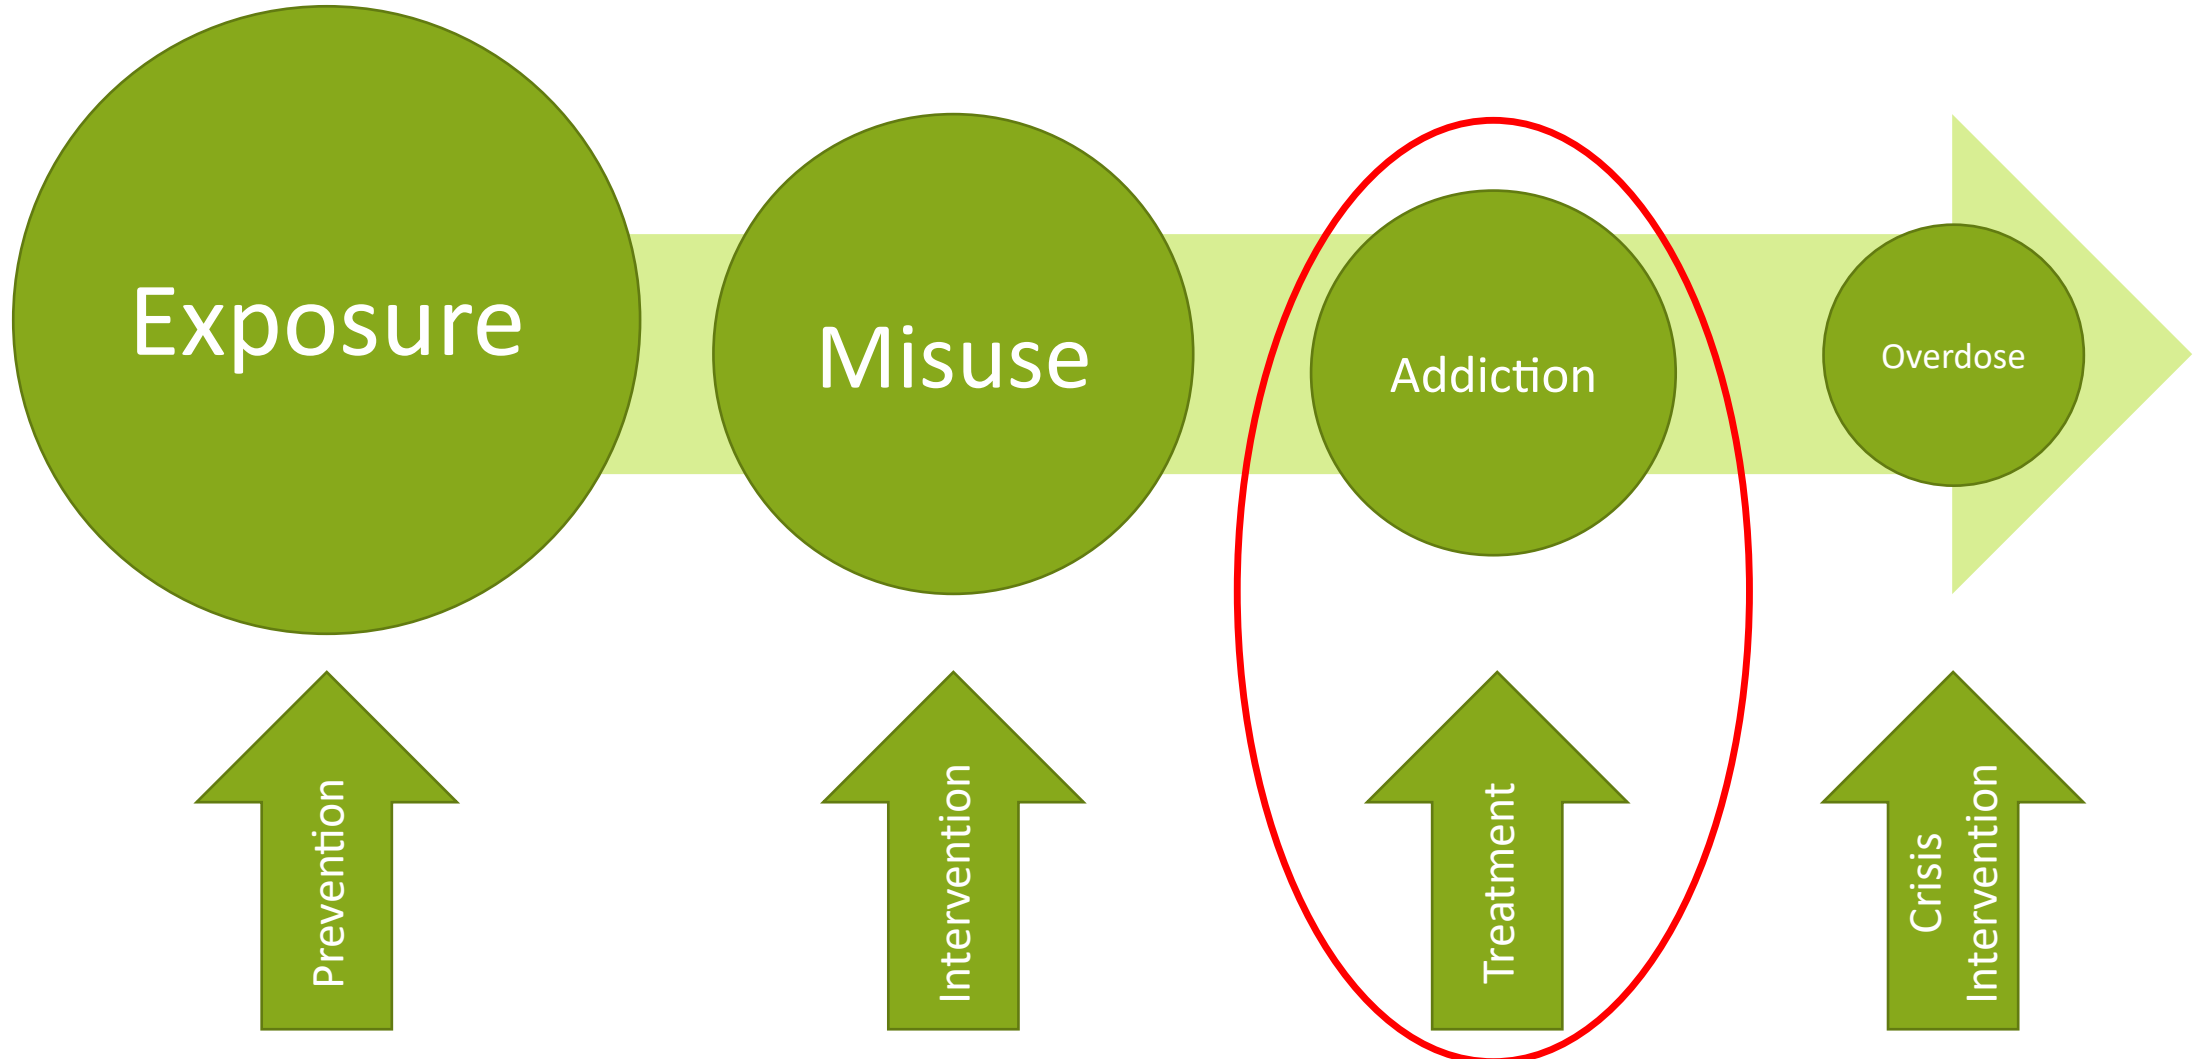 Exposure
Misuse
Addiction
Overdose
Prevention
Intervention
Treatment
Crisis
Intervention